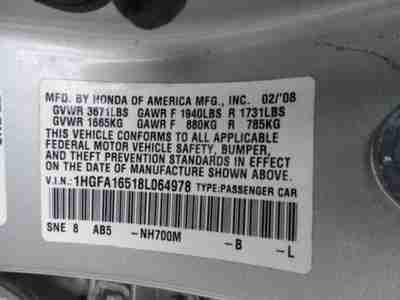 MFD. BY HONDA OF AMERICA MFG., INC. 02/'08
GVWR 3671LBS GAWR F 1940LBS R 1731LBS
GVWR 1665KG GAWR F 880KG R 785KG
THIS VEHICLE CONFORMS TO ALL APPLICABLE
FEDERAL MOTOR VEHICLE SAFETY, BUMPER,
AND THEFT PREVENTION STANDARDS IN EFFECT
ON THE DATE OF MANUFACTURE SHOWN ABOVE.
V.I.N.: 1HGFA16518L064978 TYPE:PASSENGER CAR
SNE 8 AB5 -NH700M -B -L